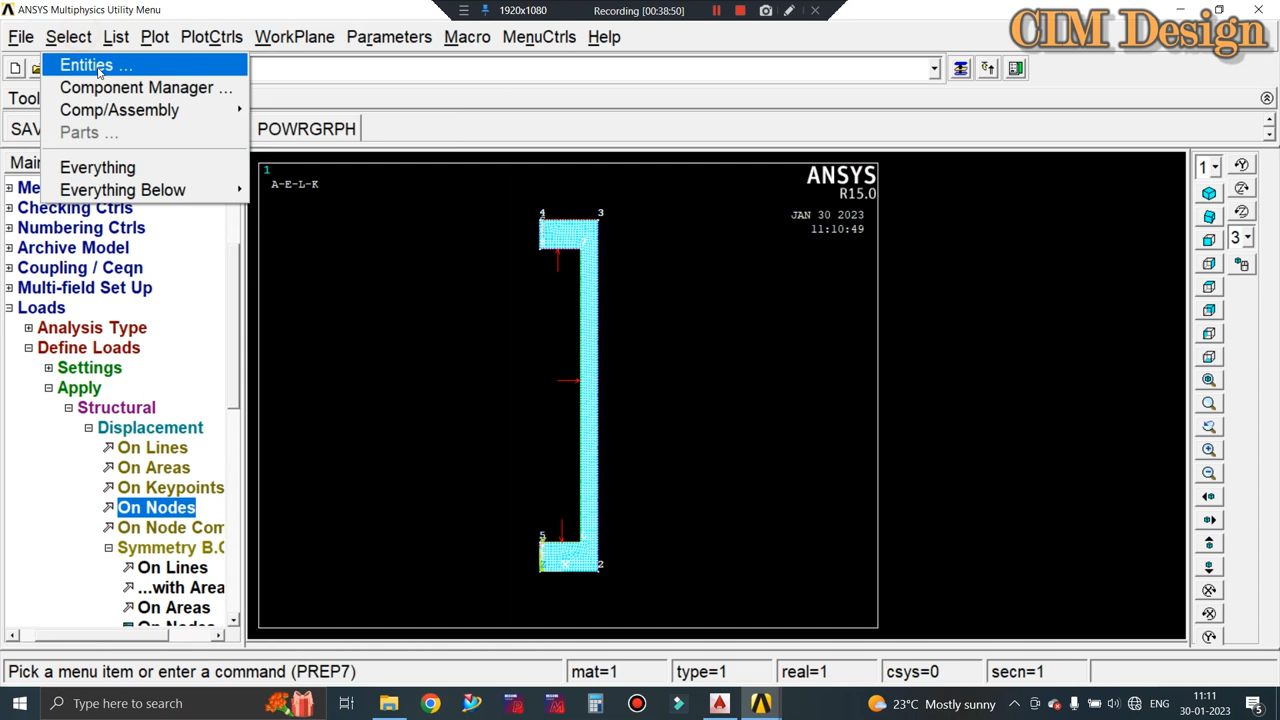 ANSYS Multiphysics Utility Menu
1920x1080
Recording [00:38:50]
CIM Design
File Select List Plot PlotCtrls WorkPlane Parameters Macro MenuCtrls Help
Entities ...
Component Manager ...
Comp/Assembly
Parts ...
Everything
Everything Below
POWRGRPH
Checking Ctrls
Numbering Ctrls
Archive Model
Coupling / Ceqn
Multi-field Set Up
Loads
Analysis Type
Define Loads
Settings
Apply
Structural
Displacement
On Lines
On Areas
On Keypoints
On Nodes
On Node Com
Symmetry B.C
On Lines
...with Area
On Areas
1
A-E-L-K
ANSYS
R15.0
JAN 30 2023
11:10:49
4 3
5
2
1
3
Pick a menu item or enter a command (PREP7)
mat=1
type=1
real=1
csys=0
secn=1
Type here to search
23°C Mostly sunny
ENG
11:11
30-01-2023
5